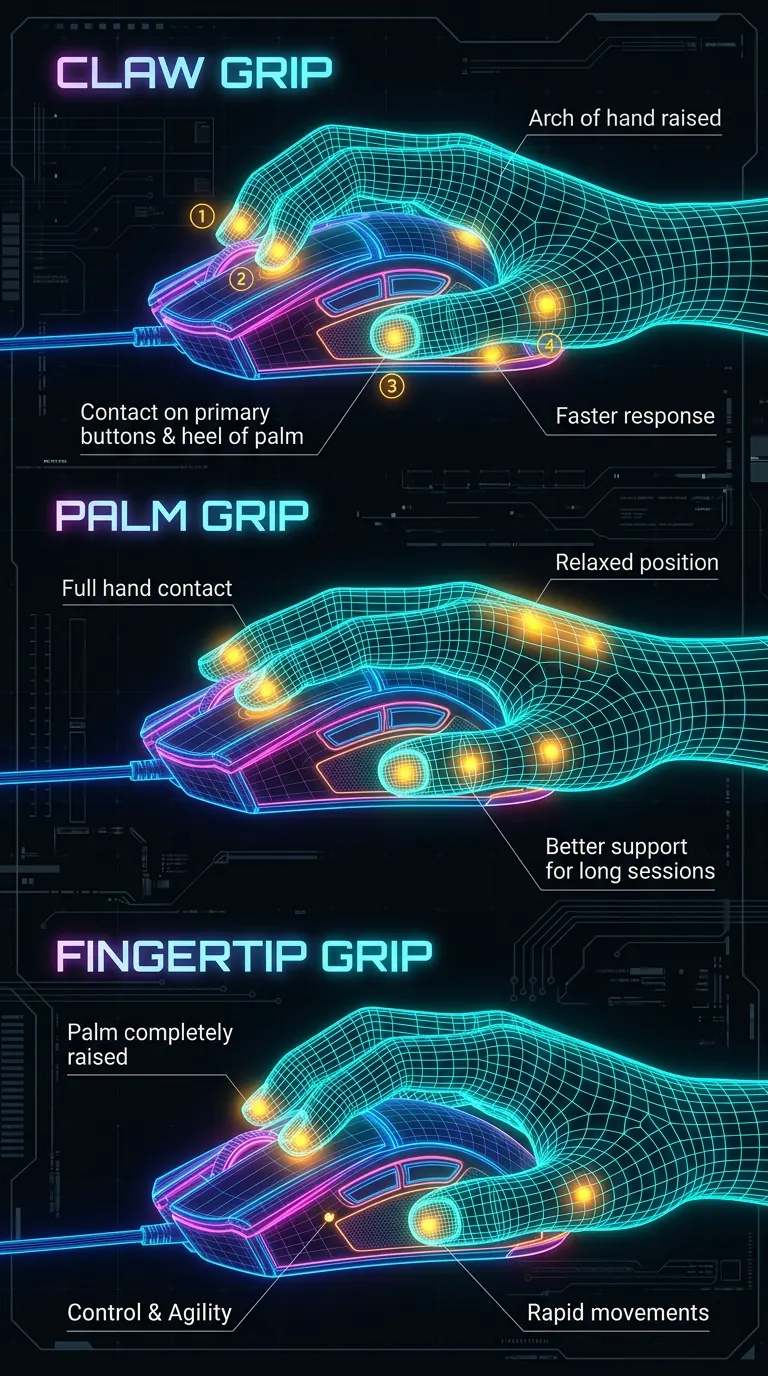 CLAW GRIP
Arch of hand raised
1
2
3
4
Contact on primary
buttons & heel of palm
Faster response
PALM GRIP
Relaxed position
Full hand contact
Better support
for long sessions
FINGERTIP GRIP
Palm completely
raised
Control & Agility
Rapid movements